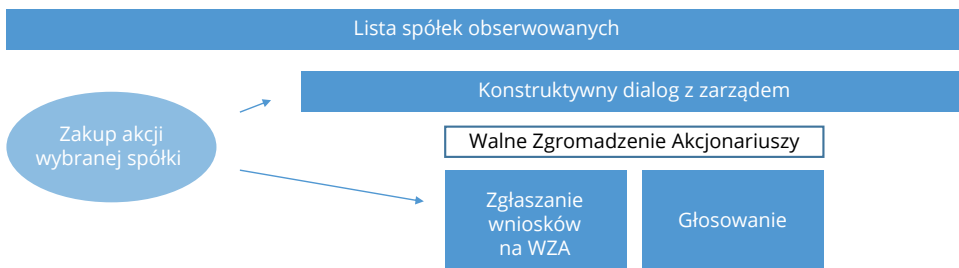 Lista spółek obserwowanych
Konstruktywny dialog z zarządem
Zakup akcji
wybranej spółki
Walne Zgromadzenie Akcjonariuszy
Zgłaszanie
wniosków
na WZA
Głosowanie